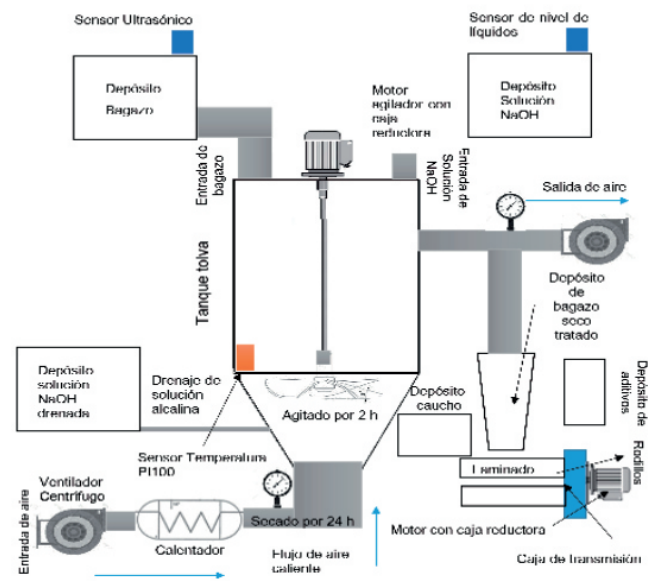 Sensor Ultrasónico
Sensor de nivel de
líquidos
Depósito
Bagazo
Motor
agitador con
caja
reductora
Depósito
Solución
NaOH
Entrada de
bagazo
Entrada de
Solución
NaOH
Salida de aire
Tanque tolva
Depósito
de
bagazo
seco
tratado
Depósito
solución
NaOH
drenada
Drenaje de
solución
alcalina
Agitado por 2 h
Depósito
caucho
Depósito de
aditivos
Sensor Temperatura
PT100
Laminado
Rodillos
Ventilador
Centrífugo
Entrada de aire
Secado por 24 h
Calentador
Flujo de aire
caliente
Motor con caja reductora
Caja de transmisión